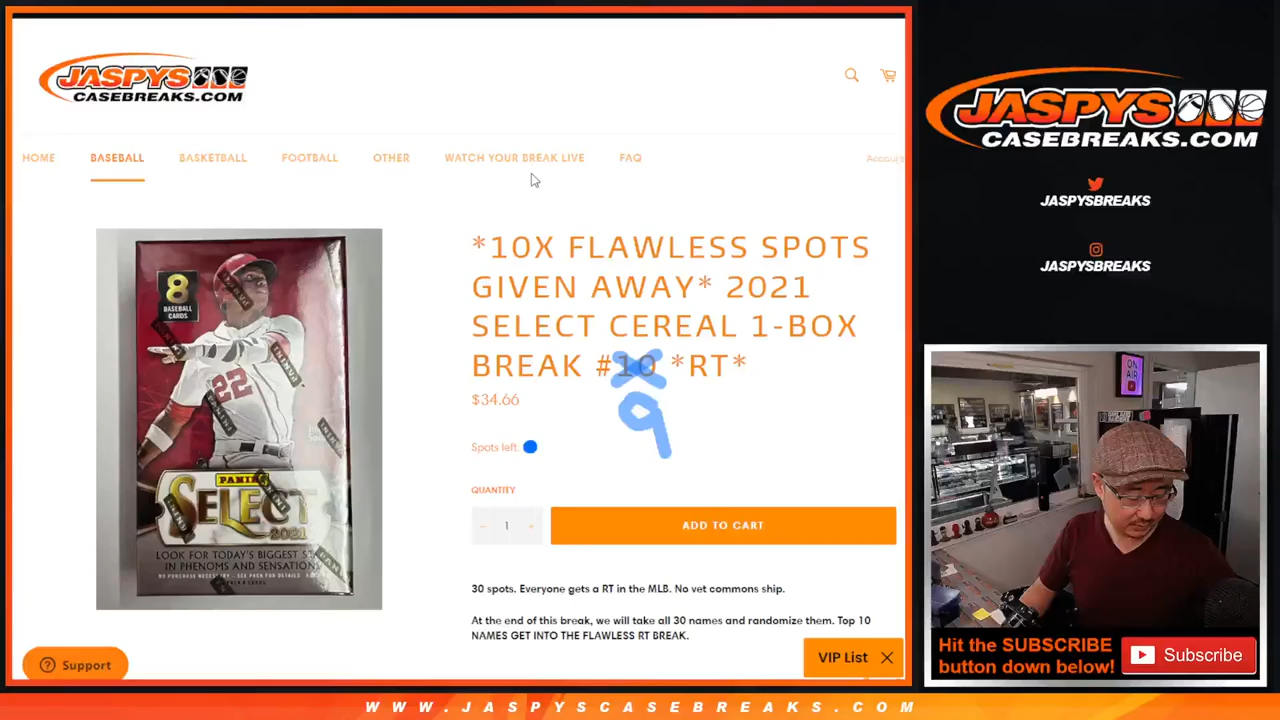 JASPYS
CASEBREAKS.COM
HOME BASEBALL BASKETBALL FOOTBALL OTHER WATCH YOUR BREAK LIVE FAQ
8
BASEBALL
CARDS
22
PANINI
SELECT
2021
LOOK FOR TODAY'S BIGGEST
IN PHENOMS AND SENSATION
*10X FLAWLESS SPOTS
GIVEN AWAY* 2021
SELECT CEREAL 1-BOX
BREAK #10 *RT*
9
$34.66
Spots left:
QUANTITY
− 1 +
ADD TO CART
30 spots. Everyone gets a RT in the MLB. No vet commons ship.
At the end of this break, we will take all 30 names and randomize them. Top 10
NAMES GET INTO THE FLAWLESS RT BREAK.
Support
VIP List
JASPYS
CASEBREAKS.COM
JASPYSBREAKS
JASPYSBREAKS
ON
AIR
Hit the SUBSCRIBE
button down below!
Subscribe
WWW.JASPYSCASEBREAKS.COM